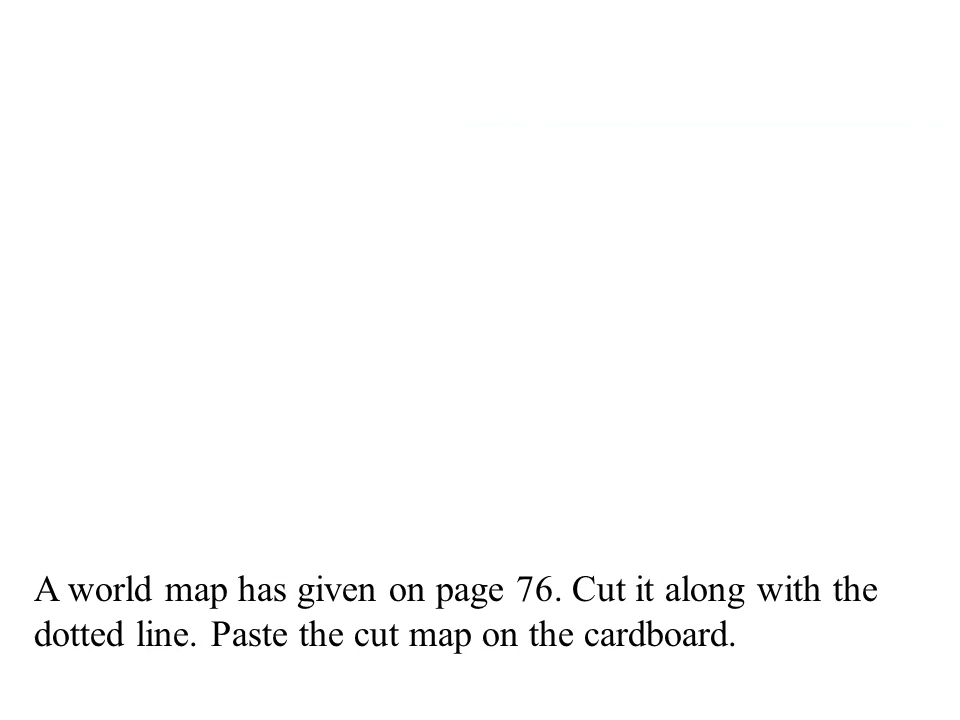 A world map has given on page 76. Cut it along with the
dotted line. Paste the cut map on the cardboard.